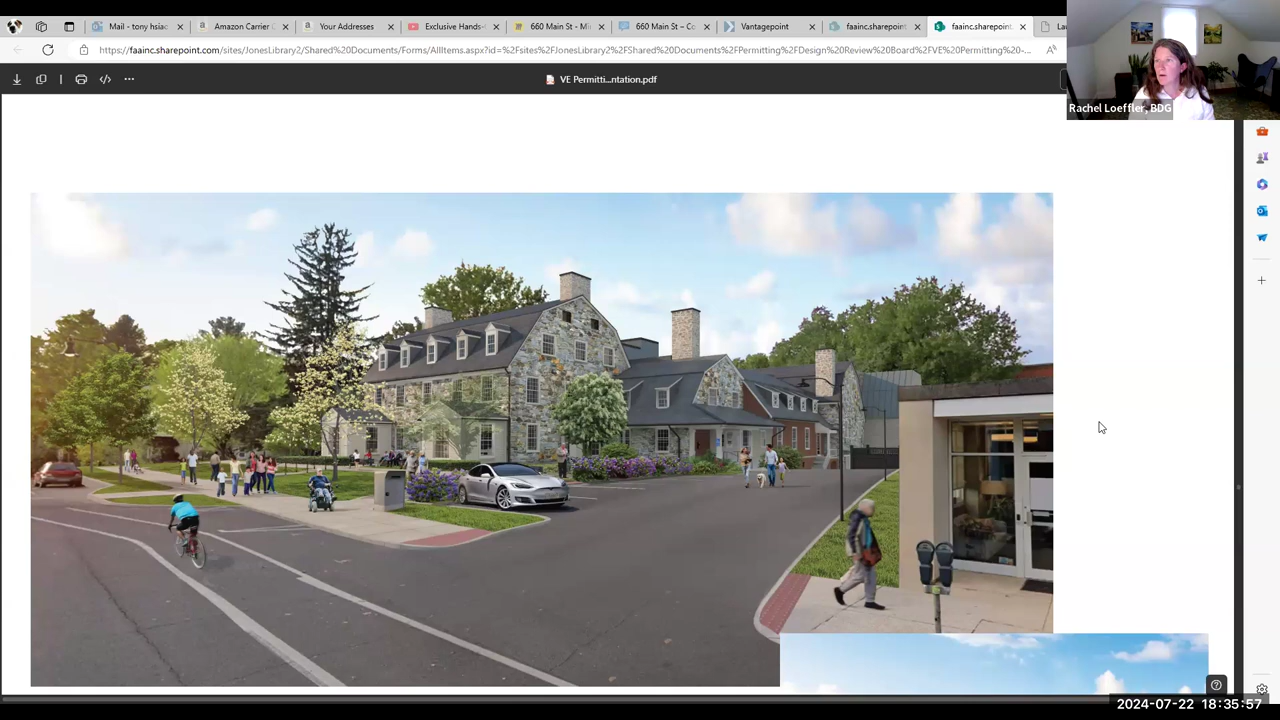 Mail - tony hsiao
Amazon Carrier C
Your Addresses
Exclusive Hands-
660 Main St - Mi
660 Main St – Co
Vantagepoint
faainc.sharepoint
faainc.sharepoint
Lau
https://faainc.sharepoint.com/sites/JonesLibrary2/Shared%20Documents/Forms/AllItems.aspx?id=%2Fsites%2FJonesLibrary2%2FShared%20Documents%2FPermitting%2FDesign%20Review%20Board%2FVE%20Permitting%20-...
VE Permitti...ntation.pdf
Rachel Loeffler, BDG
2024-07-22 18:35:57